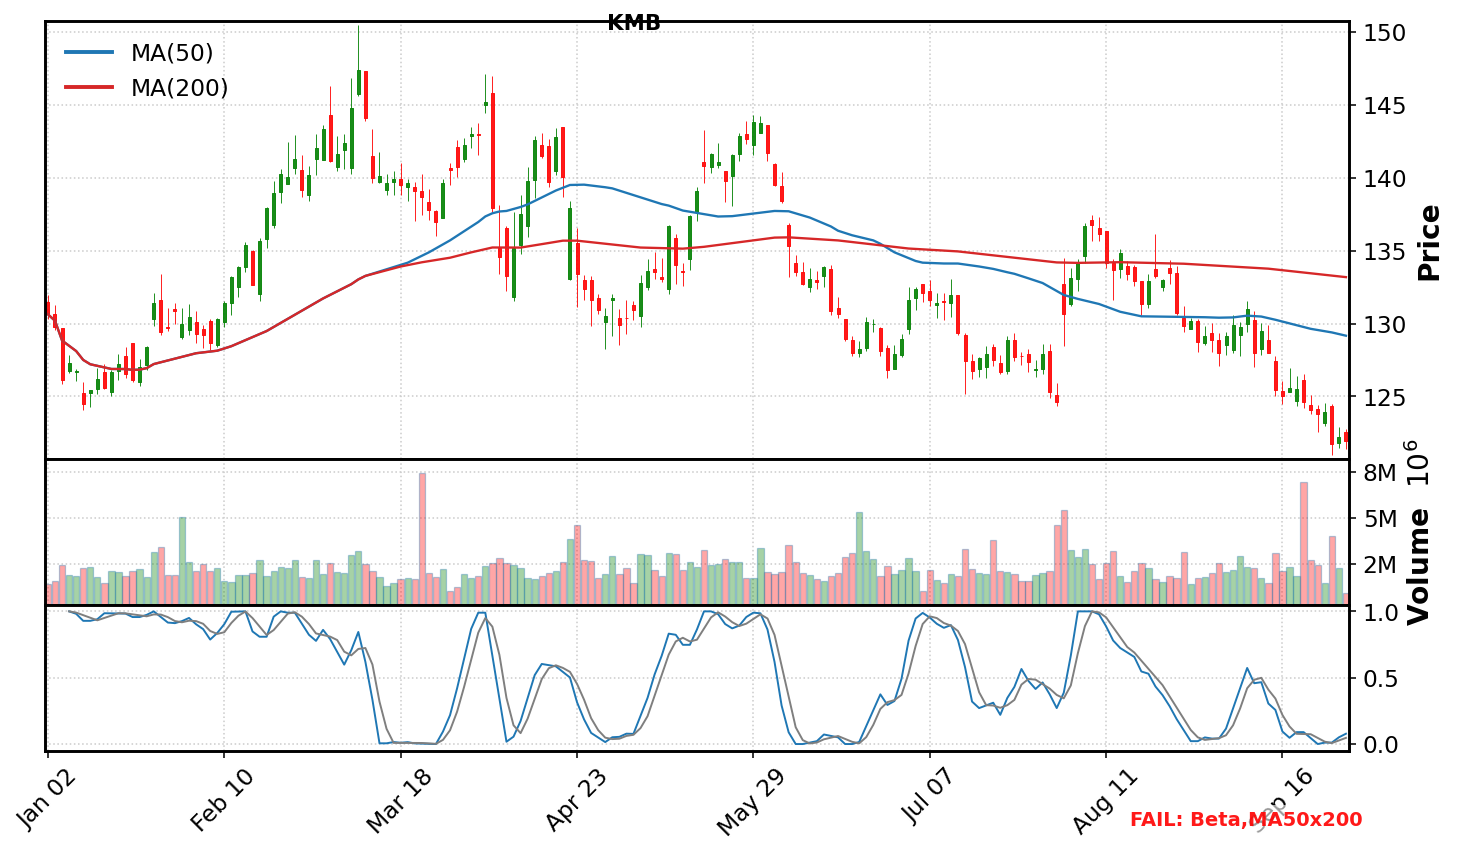 KMB
MA(50)
MA(200)
150
145
140
135
130
125
Price
8M
5M
2M
Volume 10^6
1.0
0.5
0.0
Jan 02
Feb 10
Mar 18
Apr 23
May 29
Jul 07
Aug 11
Sep 16
FAIL: Beta,MA50x200